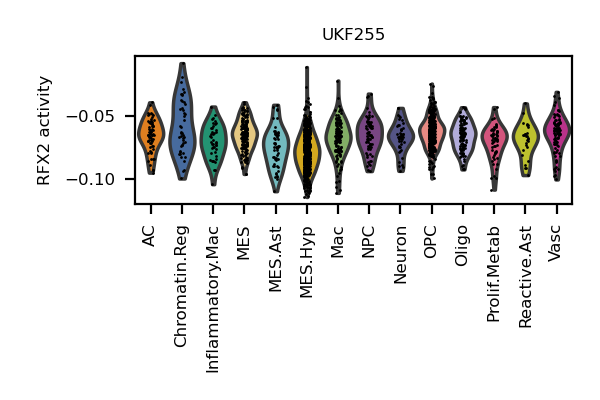 UKF255
RFX2 activity
−0.05
−0.10
AC
Chromatin.Reg
Inflammatory.Mac
MES
MES.Ast
MES.Hyp
Mac
NPC
Neuron
OPC
Oligo
Prolif.Metab
Reactive.Ast
Vasc